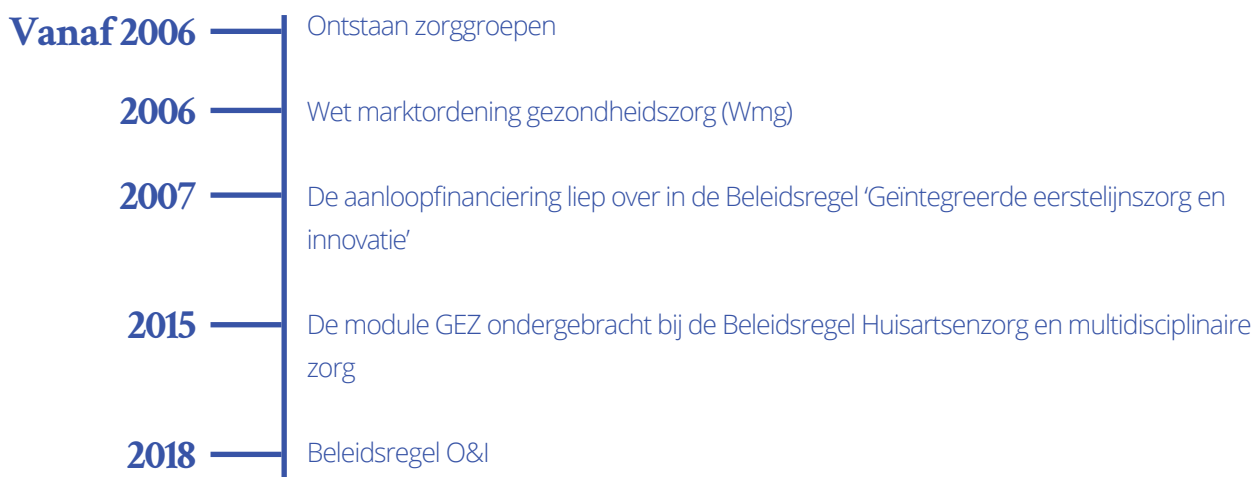 Vanaf 2006 Ontstaan zorggroepen
2006 Wet marktordening gezondheidszorg (Wmg)
2007 De aanloopfinanciering liep over in de Beleidsregel ‘Geïntegreerde eerstelijnszorg en
innovatie’
2015 De module GEZ ondergebracht bij de Beleidsregel Huisartsenzorg en multidisciplinaire
zorg
2018 Beleidsregel O&I